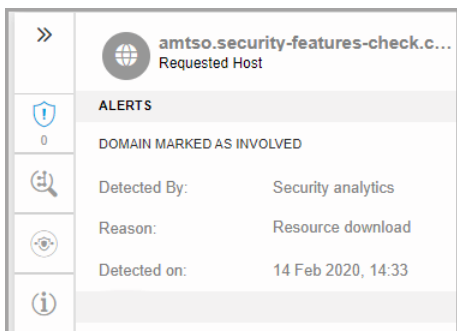 amtso.security-features-check.c...
Requested Host
ALERTS
0
DOMAIN MARKED AS INVOLVED
Detected By: Security analytics
Reason: Resource download
Detected on: 14 Feb 2020, 14:33